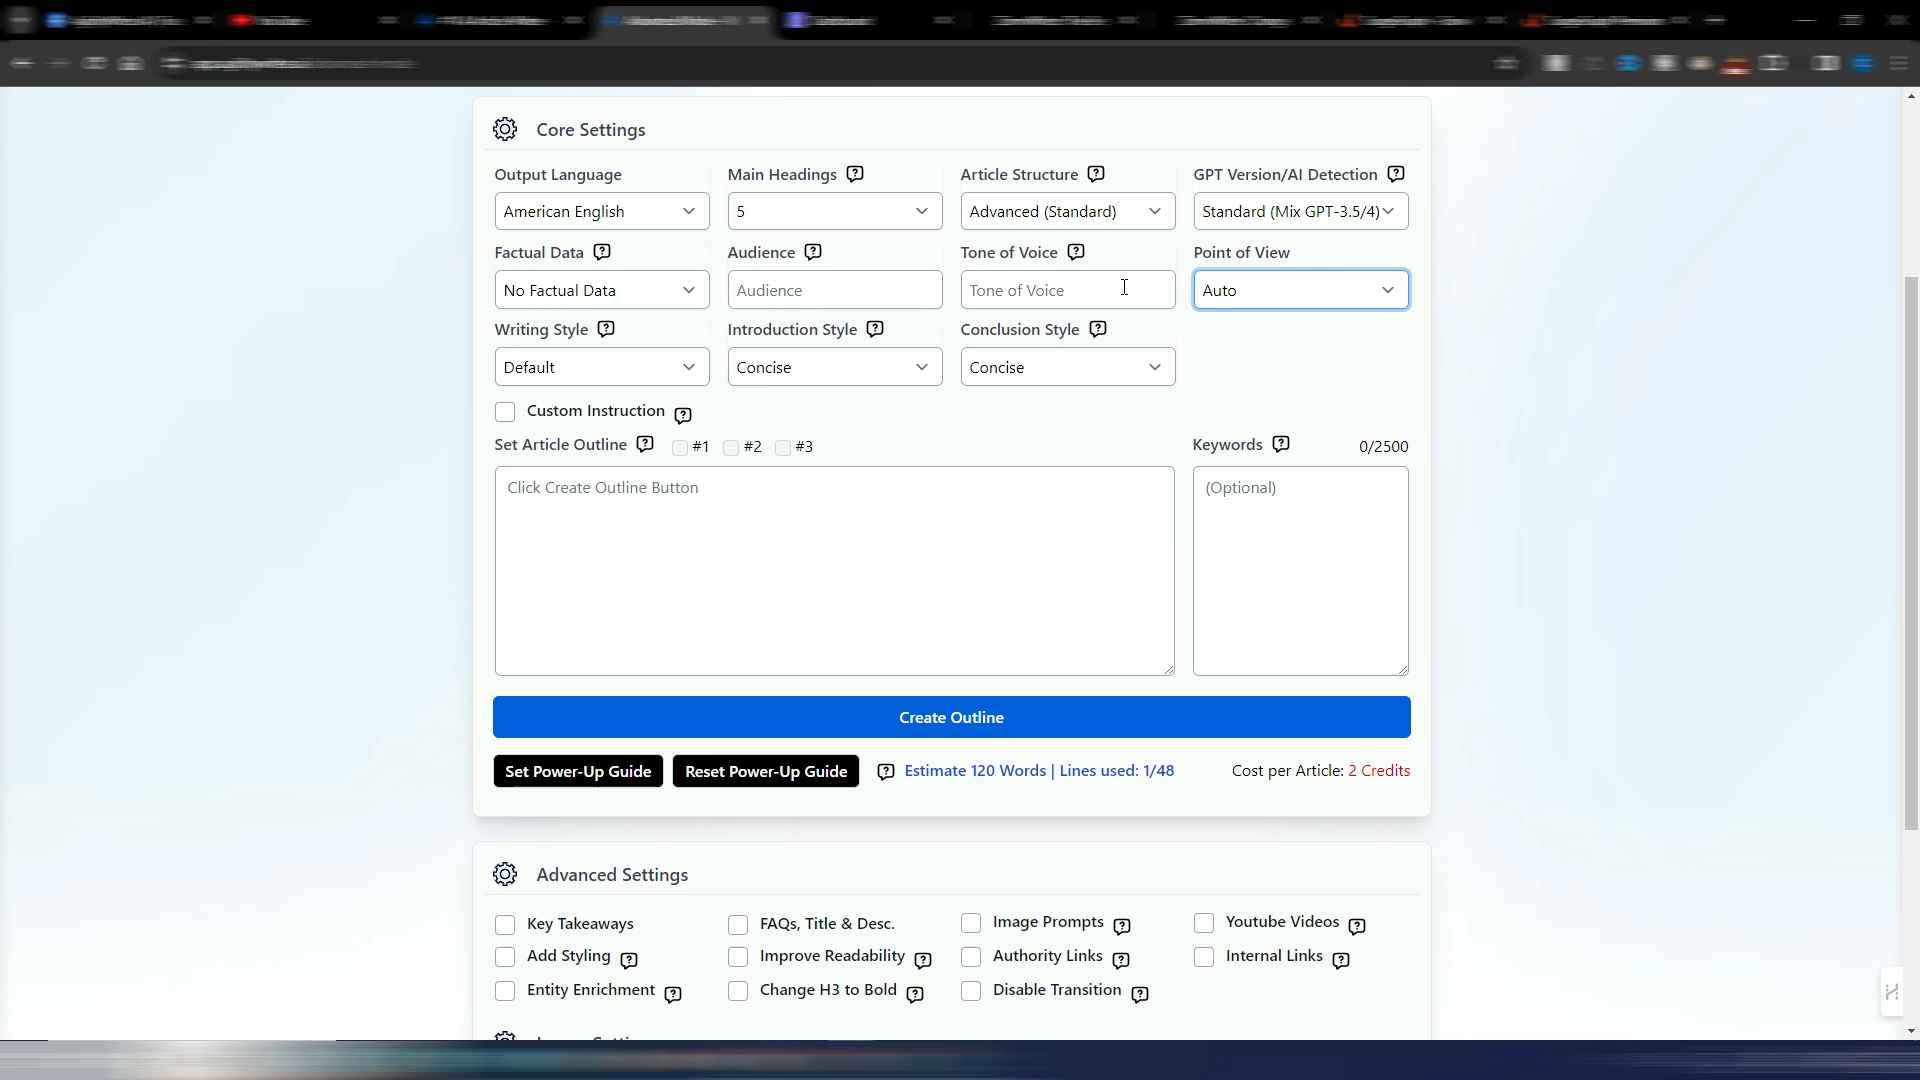 Core Settings
Output Language Main Headings Article Structure GPT Version/AI Detection
American English 5 Advanced (Standard) Standard (Mix GPT-3.5/4)
Factual Data Audience Tone of Voice Point of View
No Factual Data Audience Tone of Voice Auto
Writing Style Introduction Style Conclusion Style
Default Concise Concise
Custom Instruction
Set Article Outline #1 #2 #3 Keywords 0/2500
Click Create Outline Button (Optional)
Create Outline
Set Power-Up Guide Reset Power-Up Guide Estimate 120 Words | Lines used: 1/48 Cost per Article: 2 Credits
Advanced Settings
Key Takeaways FAQs, Title & Desc. Image Prompts Youtube Videos
Add Styling Improve Readability Authority Links Internal Links
Entity Enrichment Change H3 to Bold Disable Transition